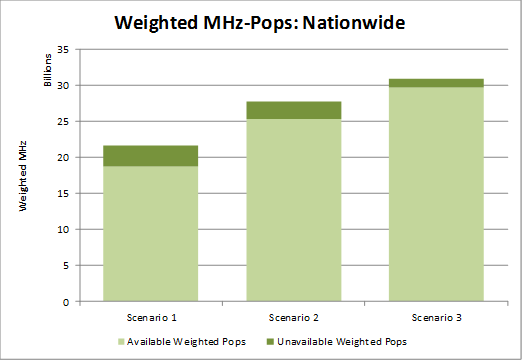 Weighted MHz-Pops: Nationwide
Billions
Weighted MHz
35
30
25
20
15
10
5
0
Scenario 1
Scenario 2
Scenario 3
Available Weighted Pops
Unavailable Weighted Pops